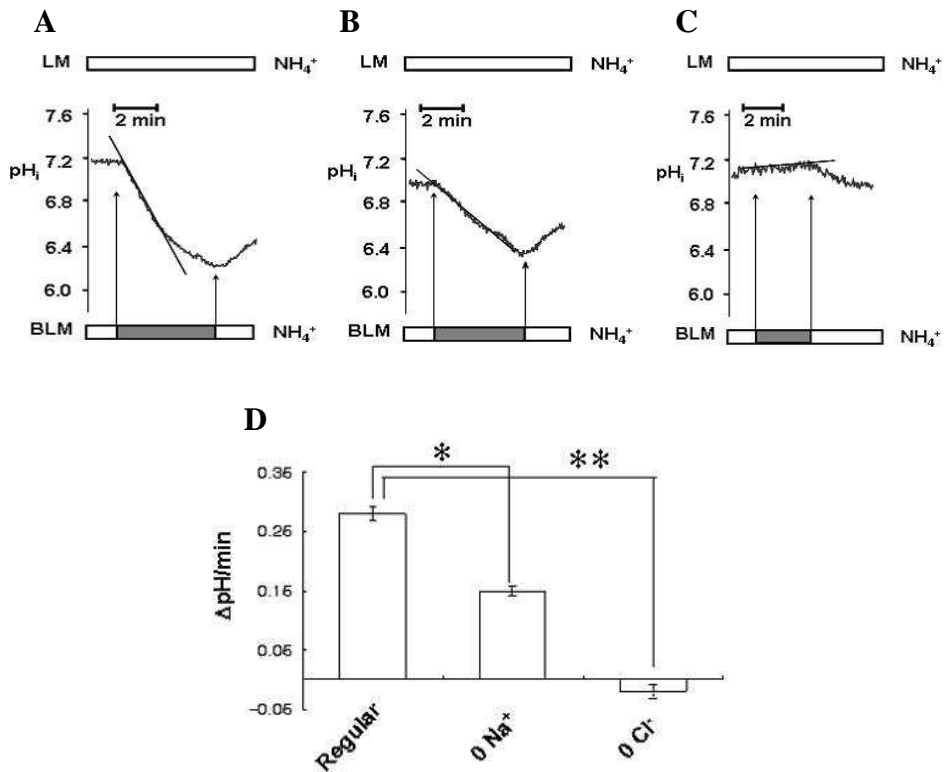 A
LM NH₄⁺
7.6
2 min
7.2
pHᵢ
6.8
6.4
6.0
BLM NH₄⁺
B
LM NH₄⁺
7.6
2 min
7.2
pHᵢ
6.8
6.4
6.0
BLM NH₄⁺
C
LM NH₄⁺
7.6
2 min
7.2
pHᵢ
6.8
6.4
6.0
BLM NH₄⁺
D
* **
0.35
0.25
0.15
0.05
-0.05
ΔpH/min
Regular
0 Na⁺
0 Cl⁻